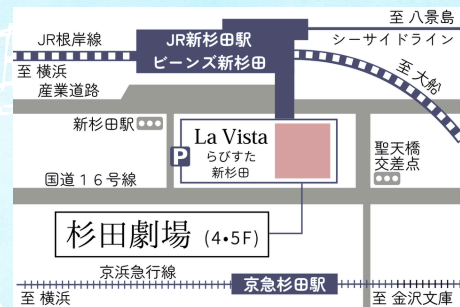 至 八景島
JR根岸線
JR新杉田駅
ビーンズ新杉田
シーサイドライン
至 横浜
至 大船
産業道路
新杉田駅
La Vista
らびすた
新杉田
P
聖天橋
交差点
国道16号線
杉田劇場 (4•5F)
京浜急行線
京急杉田駅
至 横浜
至 金沢文庫